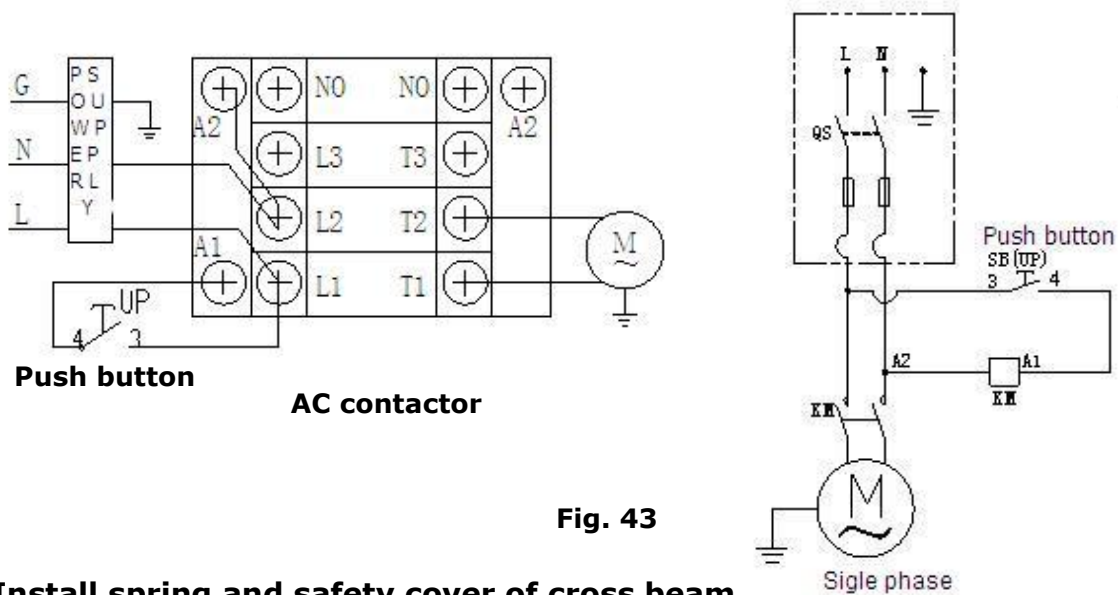 G
N
L
POWER SUPPLY
A2
NO
NO
A2
L3
T3
L2
T2
A1
L1
T1
M
UP
4
3
Push button
AC contactor
L
N
QS
Push button
SB(UP)
3
4
A2
A1
KM
KM
M
Fig. 43
Sigle phase
Install spring and safety cover of cross beam